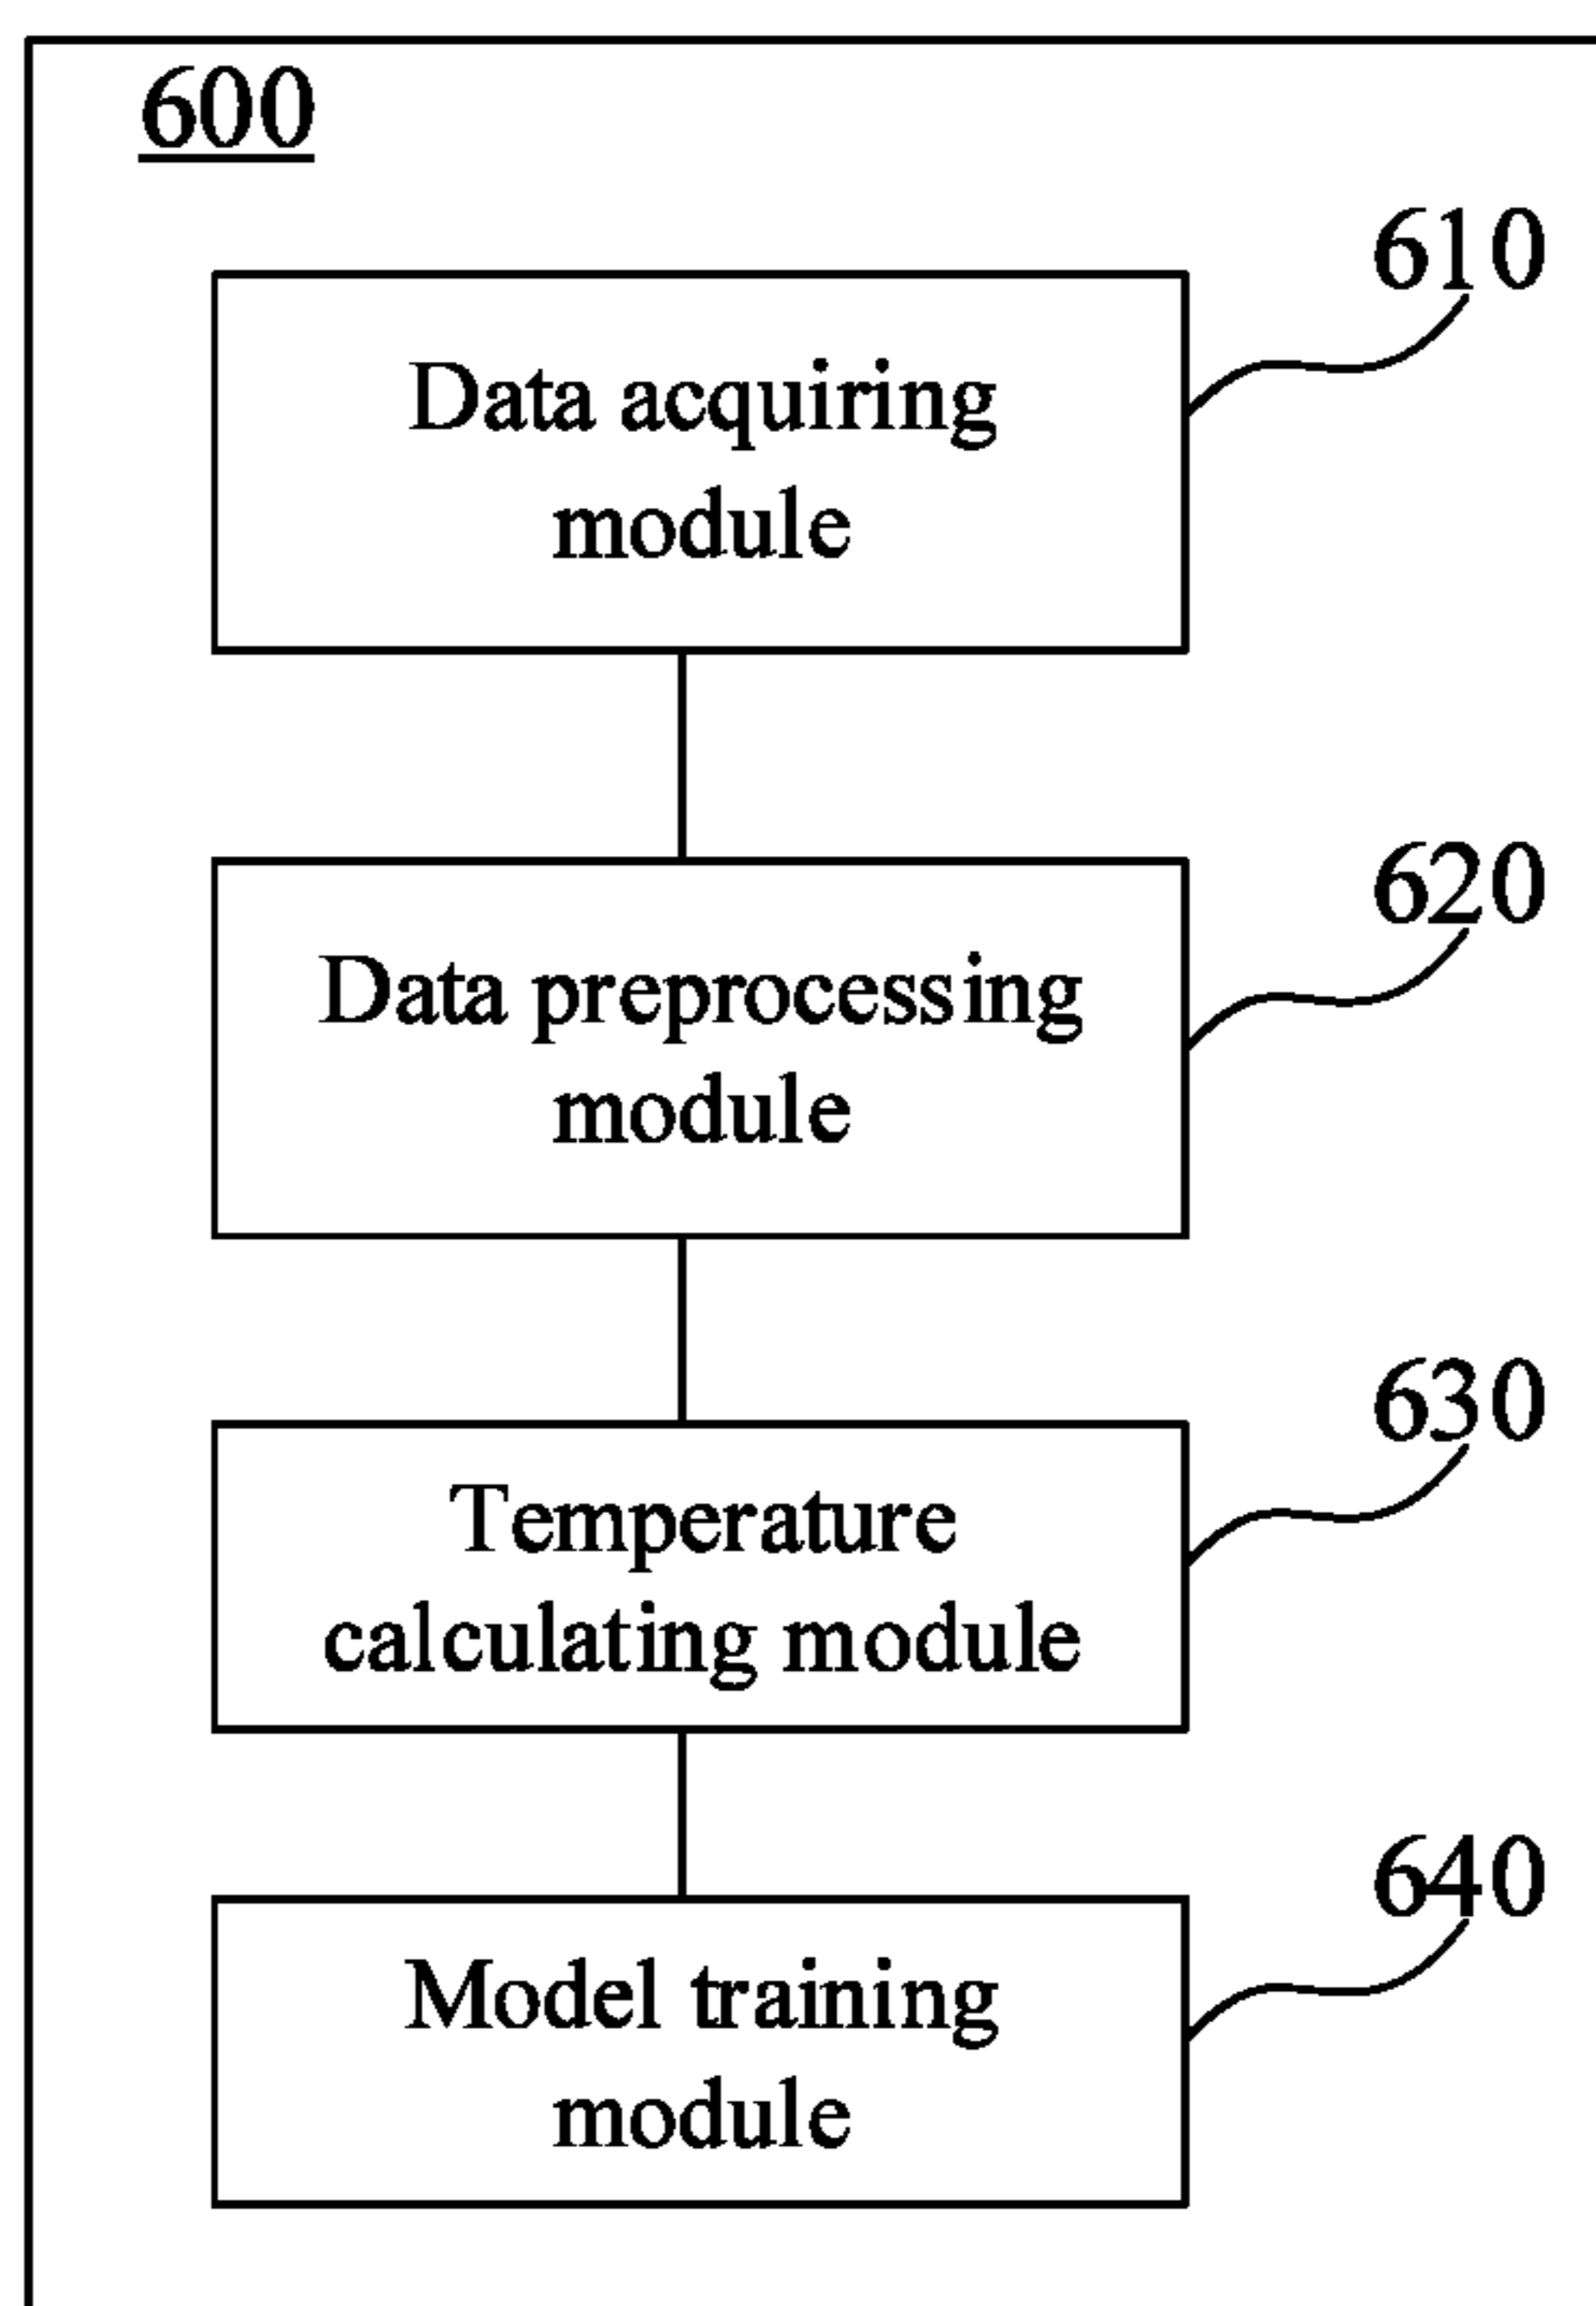 600
610
Data acquiring
module
620
Data preprocessing
module
630
Temperature
calculating module
640
Model training
module